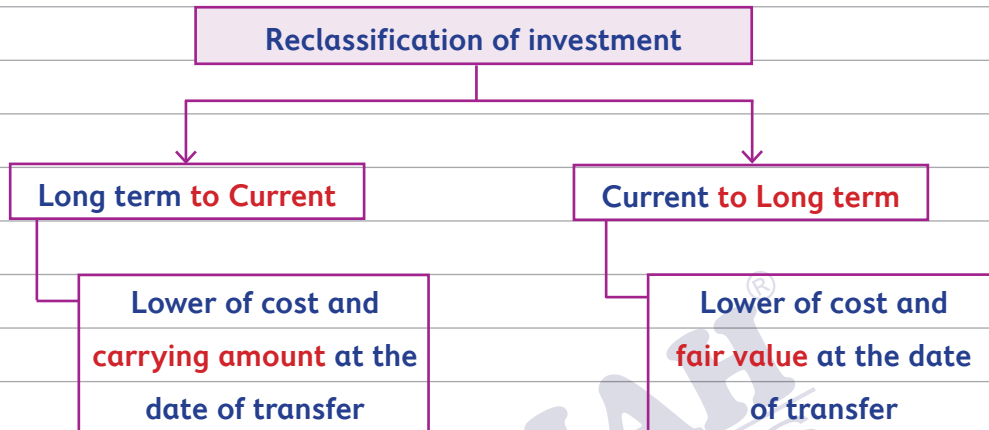 Reclassification of investment
Long term to Current
Current to Long term
Lower of cost and
carrying amount at the
date of transfer
Lower of cost and
fair value at the date
of transfer
®